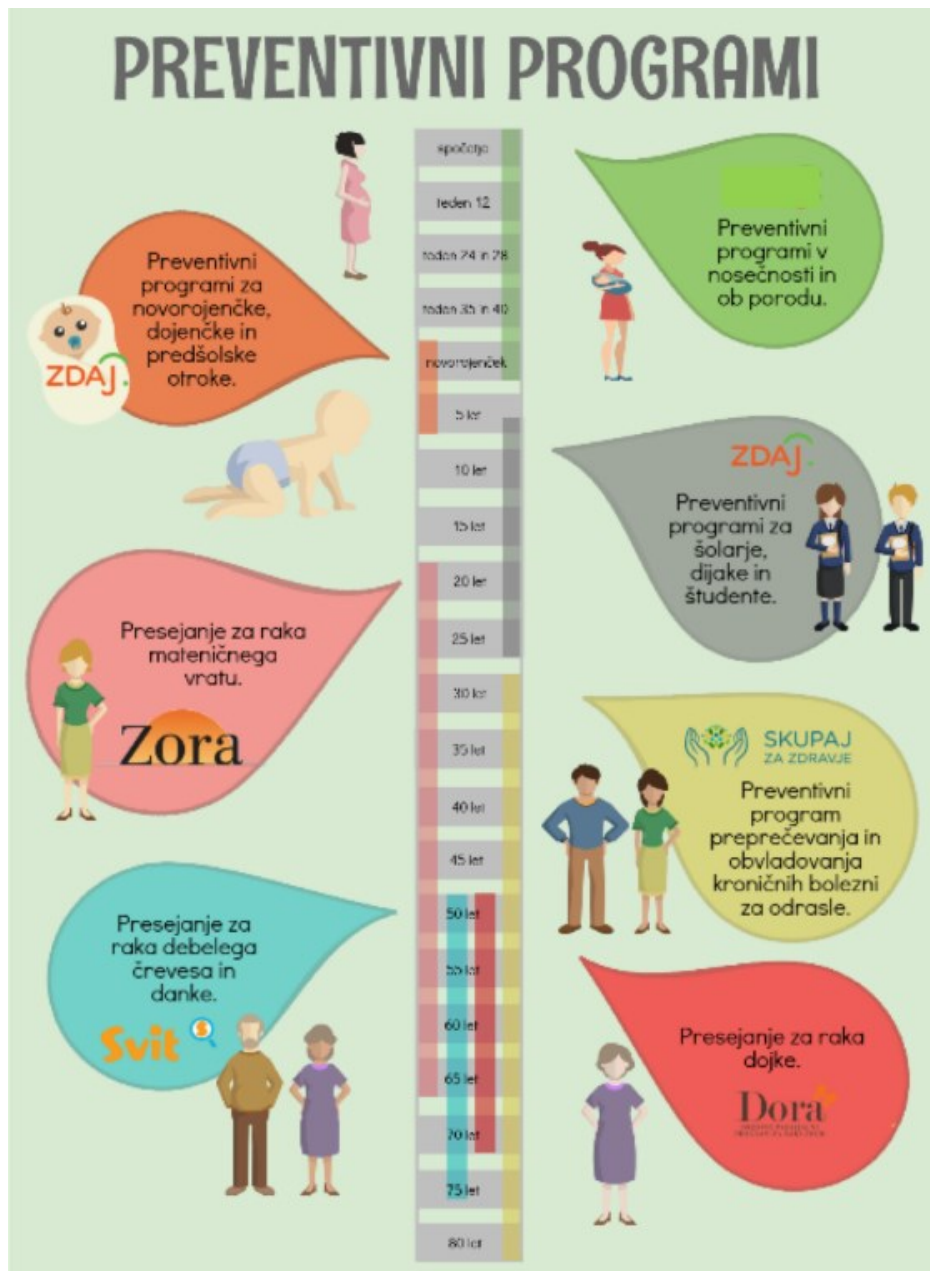 PREVENTIVNI PROGRAMI
spočetje
teden 12
teden 24 in 28
teden 35 in 40
novorojenček
5 let
10 let
15 let
20 let
25 let
30 let
35 let
40 let
45 let
50 let
55 let
60 let
65 let
70 let
75 let
80 let
Preventivni
programi v
nosečnosti in
ob porodu.
Preventivni
programi za
novorojenčke,
dojenčke in
predšolske
otroke.
ZDAJ.
ZDAJ.
Preventivni
programi za
šolarje,
dijake in
študente.
Presejanje za raka
materničnega
vratu.
Zora
SKUPAJ
ZA ZDRAVJE
Preventivni
program
preprečevanja in
obvladovanja
kroničnih bolezni
za odrasle.
Presejanje za
raka debelega
črevesa in
danke.
Svit
Presejanje za raka
dojke.
Dora